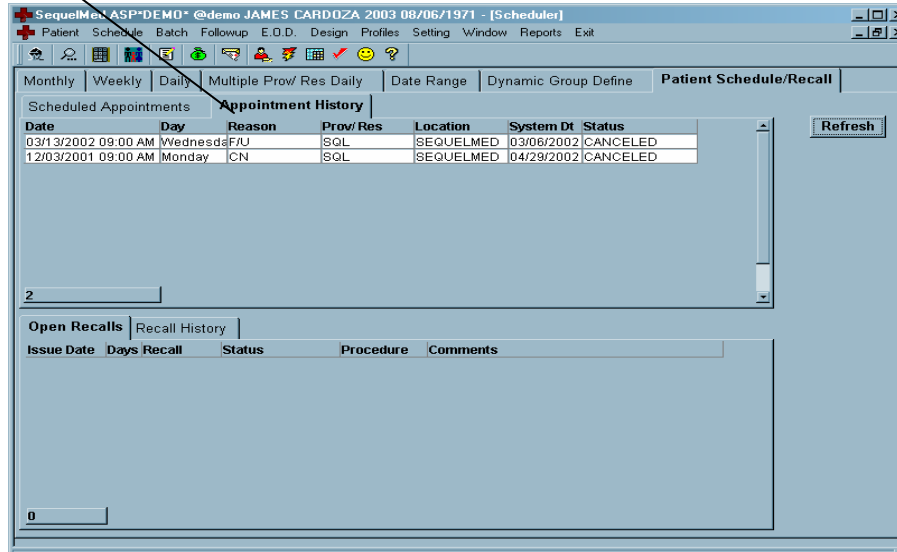 SequelMed ASP*DEMO* @demo JAMES CARDOZA 2003 08/06/1971 - [Scheduler]
Patient Schedule Batch Followup E.O.D. Design Profiles Setting Window Reports Exit
Monthly Weekly Daily Multiple Prov/ Res Daily Date Range Dynamic Group Define Patient Schedule/Recall
Scheduled Appointments Appointment History
Date Day Reason Prov/ Res Location System Dt Status
Refresh
03/13/2002 09:00 AM Wednesda F/U SQL SEQUELMED 03/06/2002 CANCELED
12/03/2001 09:00 AM Monday CN SQL SEQUELMED 04/29/2002 CANCELED
2
Open Recalls Recall History
Issue Date Days Recall Status Procedure Comments
0